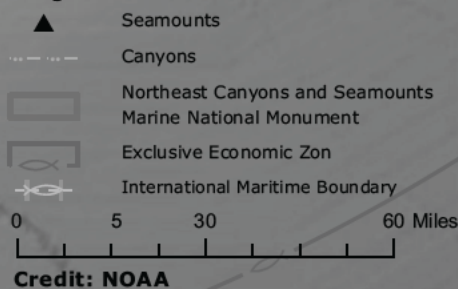 Seamounts
Canyons
Northeast Canyons and Seamounts
Marine National Monument
Exclusive Economic Zon
International Maritime Boundary
0 5 30 60 Miles
Credit: NOAA